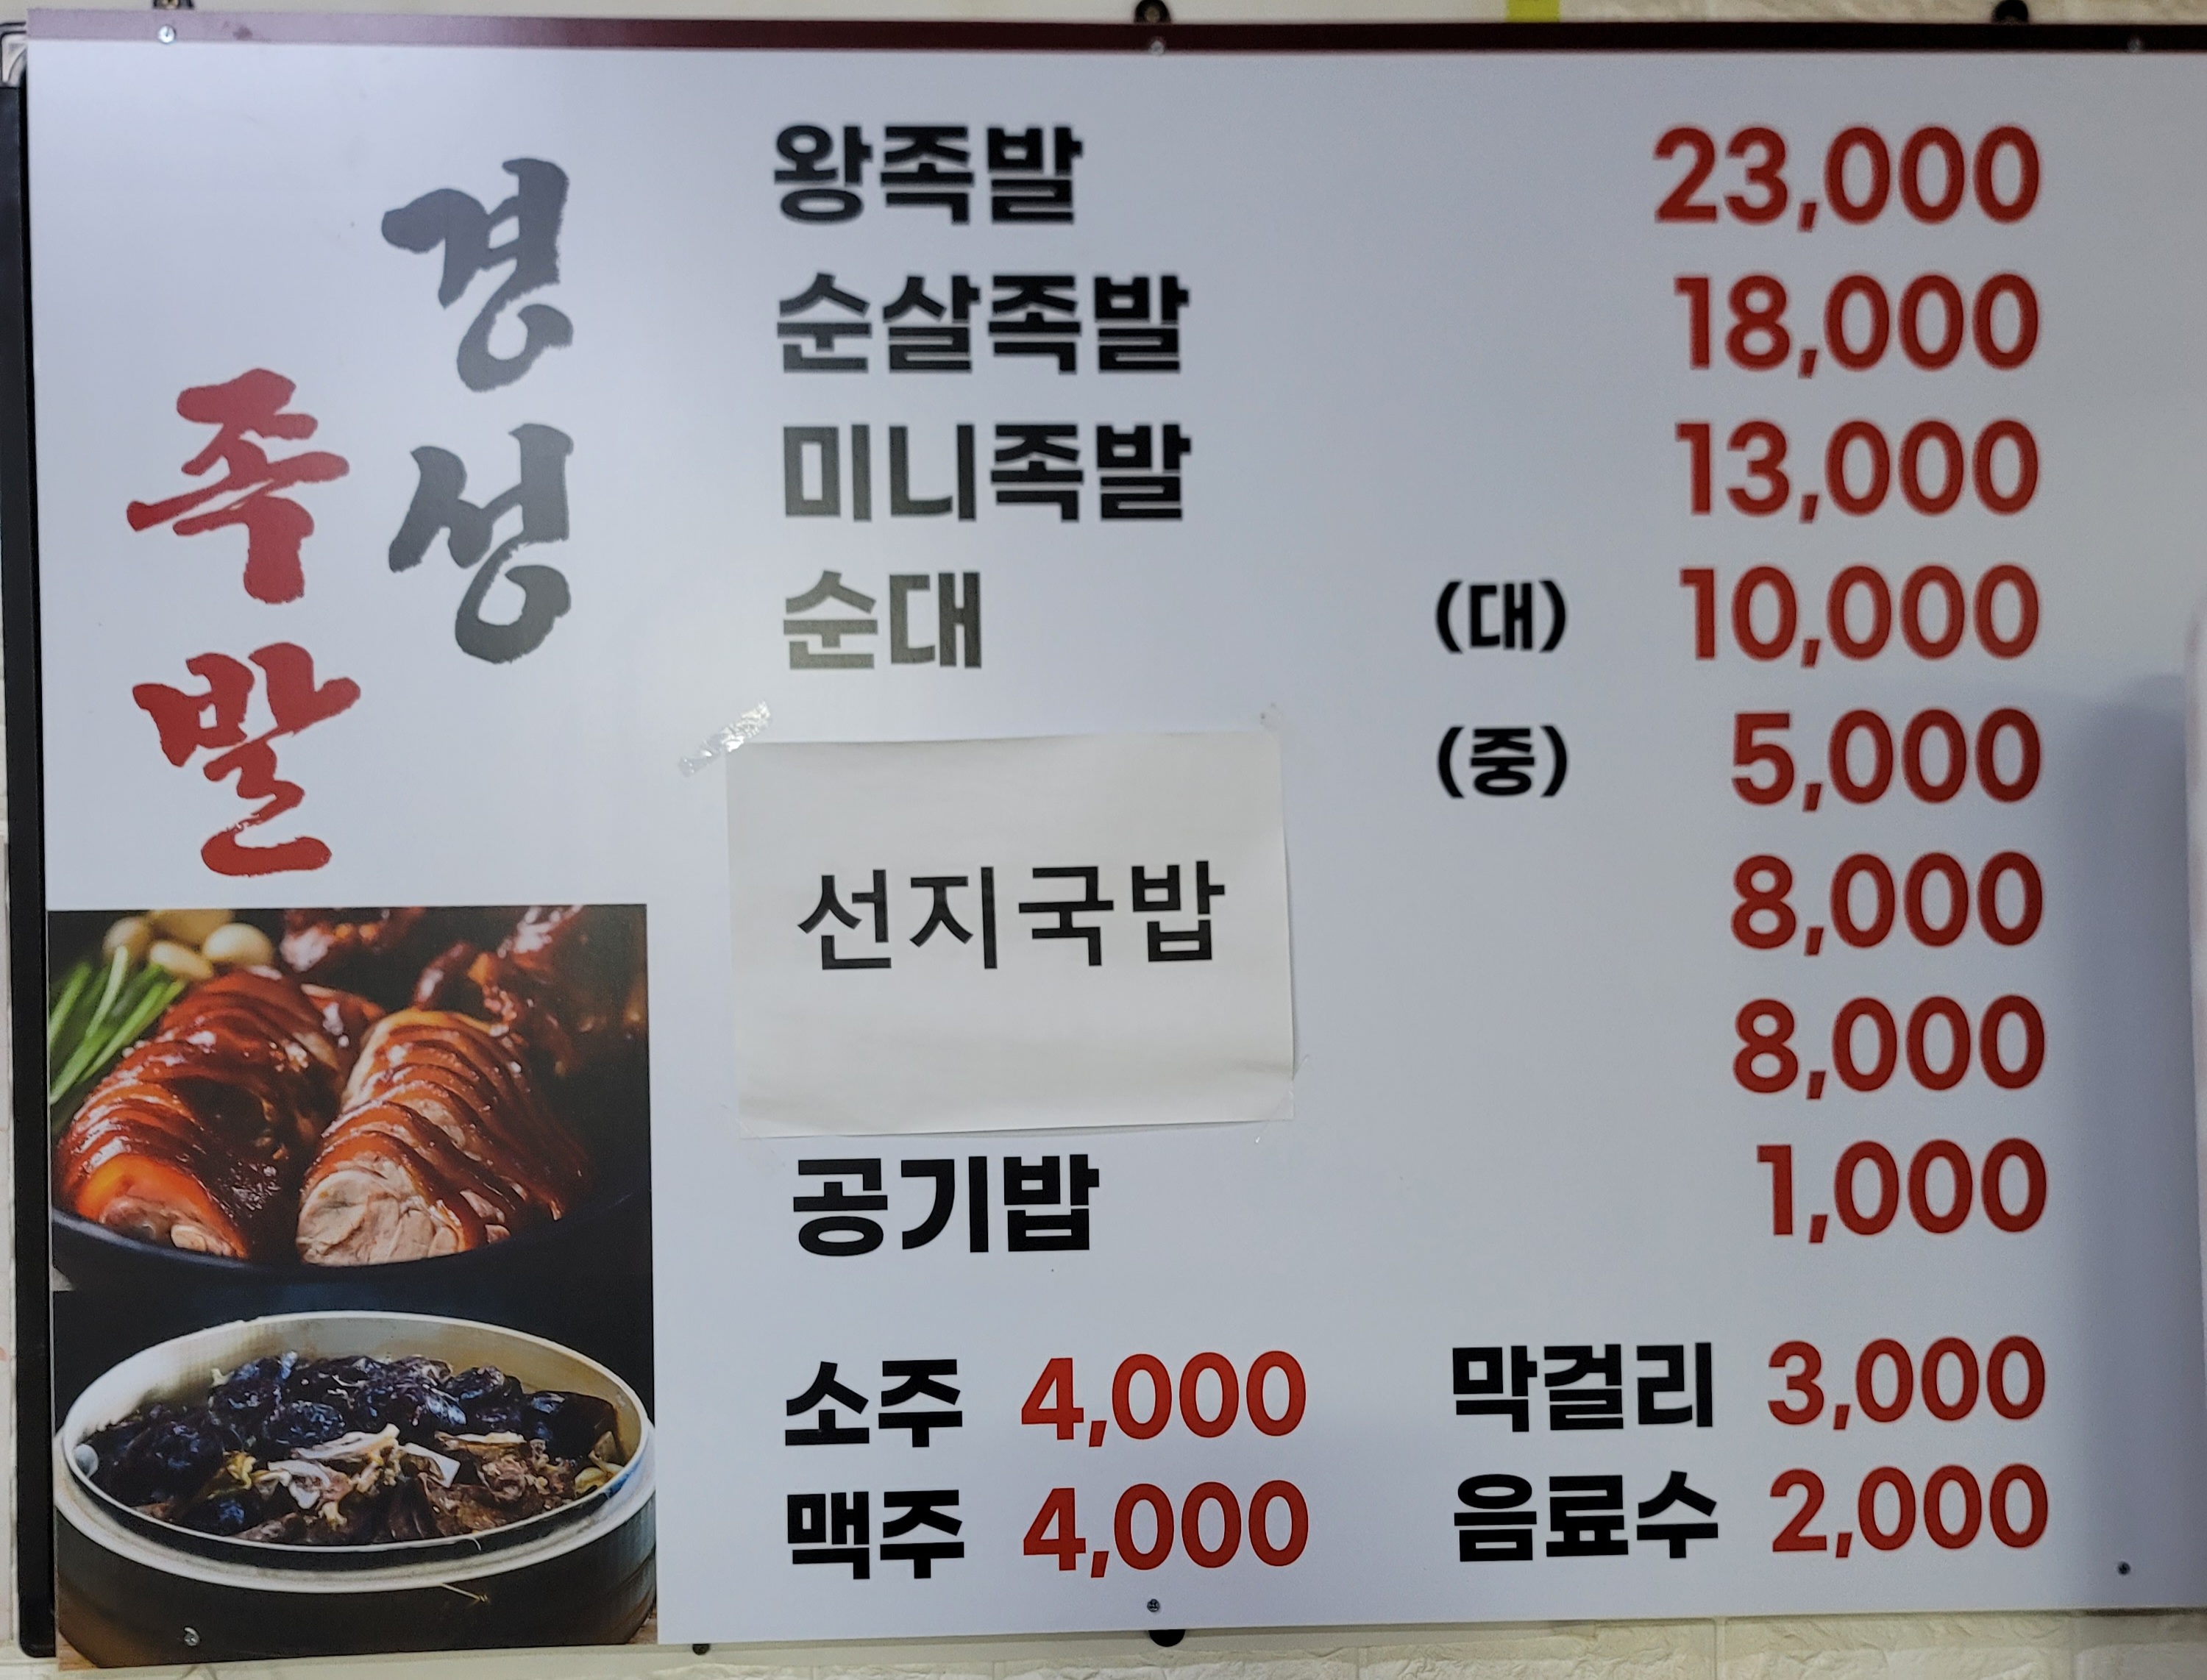 경성
족발
왕족발 23,000
순살족발 18,000
미니족발 13,000
순대 (대) 10,000
(중) 5,000
선지국밥 8,000
8,000
공기밥 1,000
소주 4,000 막걸리 3,000
맥주 4,000 음료수 2,000